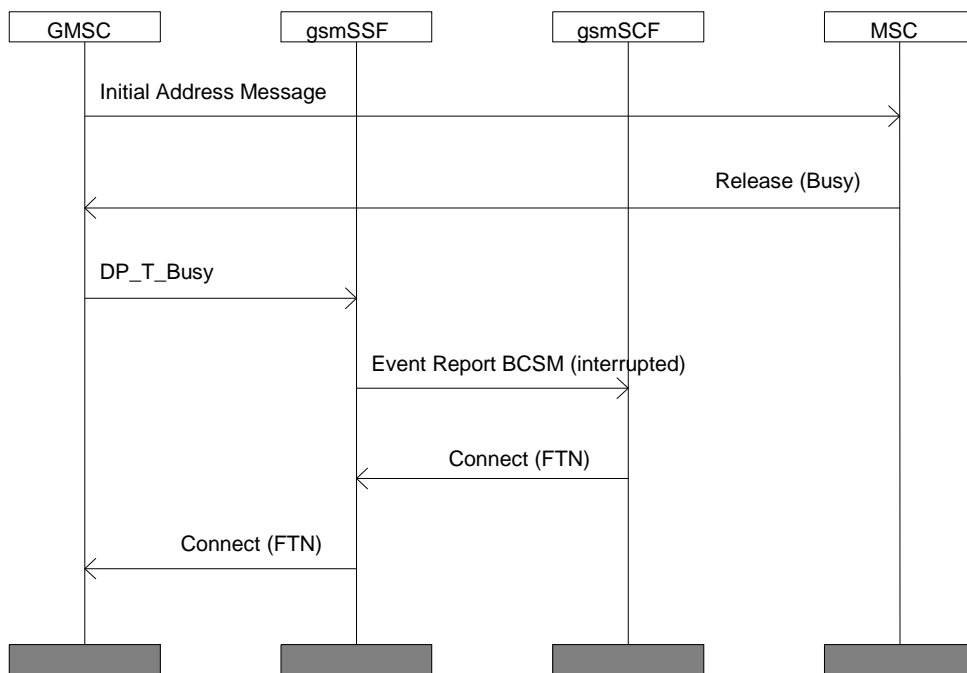 GMSC gsmSSF gsmSCF MSC
Initial Address Message
Release (Busy)
DP_T_Busy
Event Report BCSM (interrupted)
Connect (FTN)
Connect (FTN)